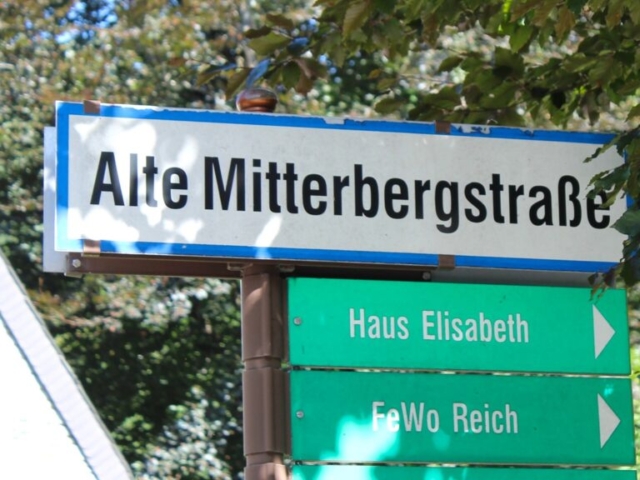 Alte Mitterbergstraße
Haus Elisabeth
FeWo Reich